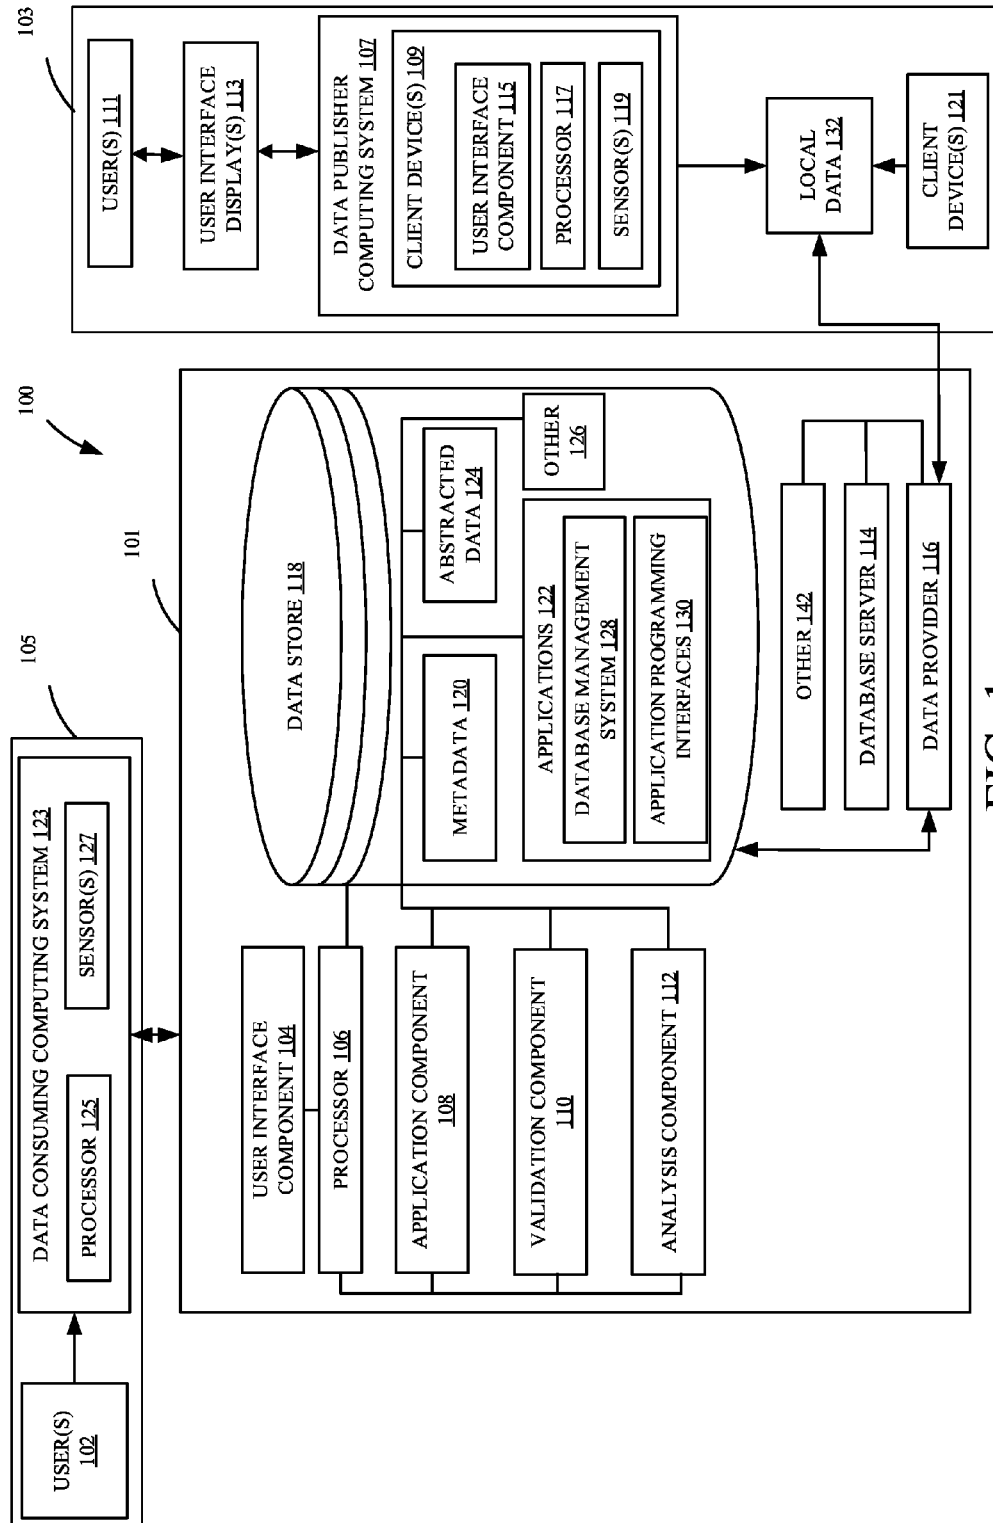 100
105
USER(S)
102
DATA CONSUMING COMPUTING SYSTEM 123
PROCESSOR 125
SENSOR(S) 127
101
USER INTERFACE
COMPONENT 104
PROCESSOR 106
APPLICATION COMPONENT
108
VALIDATION COMPONENT
110
ANALYSIS COMPONENT 112
DATA STORE 118
METADATA 120
ABSTRACTED
DATA 124
APPLICATIONS 122
DATABASE MANAGEMENT
SYSTEM 128
APPLICATION PROGRAMMING
INTERFACES 130
OTHER
126
OTHER 142
DATABASE SERVER 114
DATA PROVIDER 116
103
USER(S) 111
USER INTERFACE
DISPLAY(S) 113
DATA PUBLISHER
COMPUTING SYSTEM 107
CLIENT DEVICE(S) 109
USER INTERFACE
COMPONENT 115
PROCESSOR 117
SENSOR(S) 119
LOCAL
DATA 132
CLIENT
DEVICE(S) 121